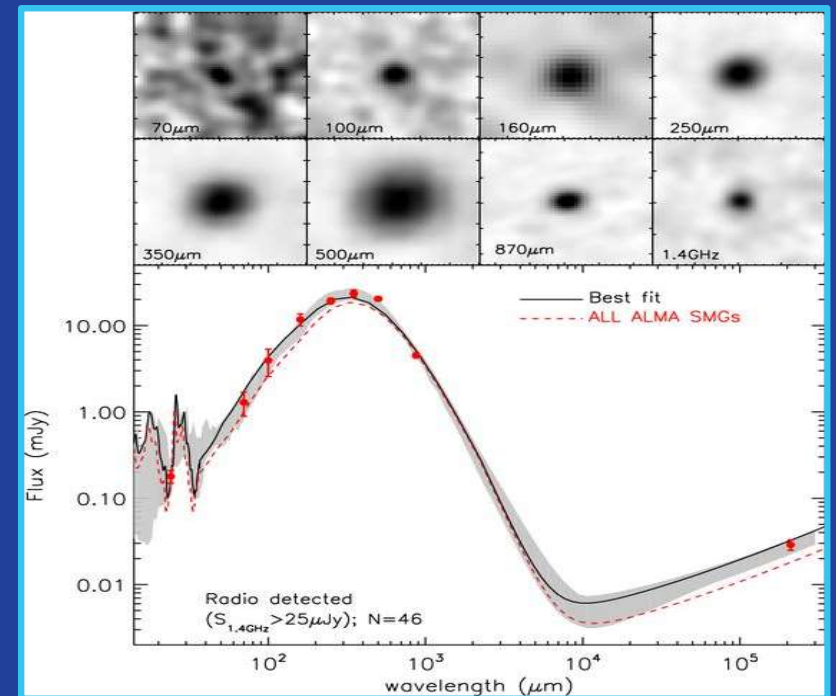 70μm
100μm
160μm
250μm
350μm
500μm
870μm
1.4GHz
Best fit
ALL ALMA SMGs
10.00
1.00
0.10
0.01
Flux (mJy)
Radio detected
(S1.4GHz>25μJy); N=46
10² 10³ 10⁴ 10⁵
wavelength (μm)